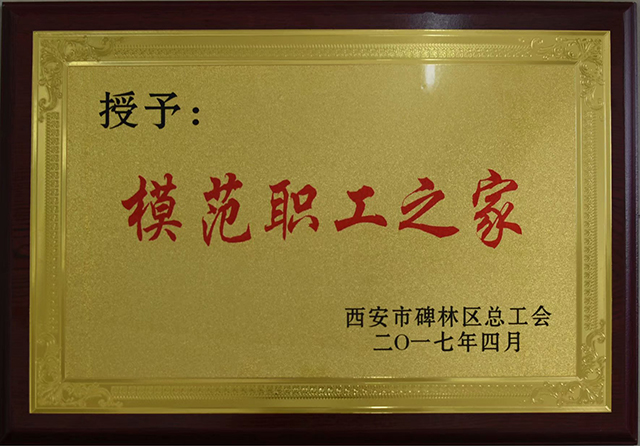 授予：
模范职工之家
西安市碑林区总工会
二〇一七年四月